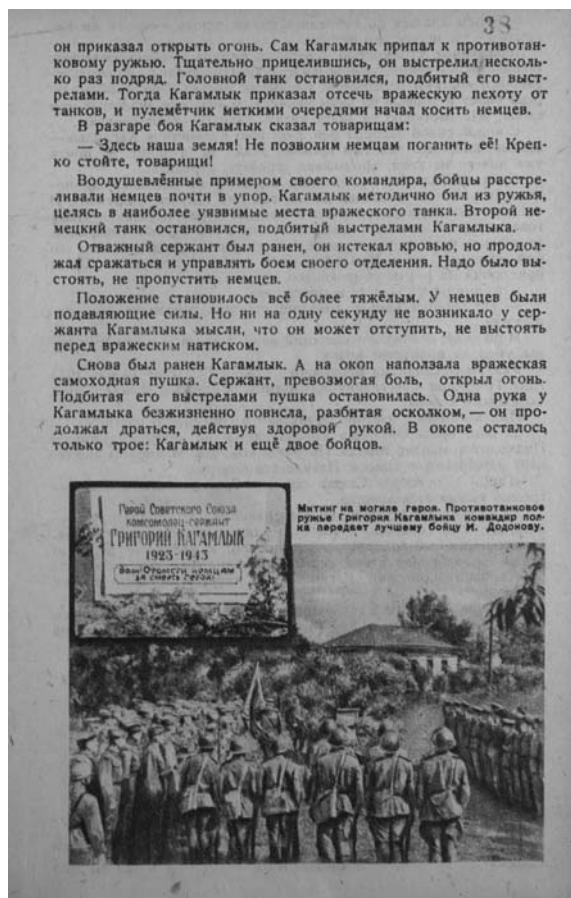 38
он приказал открыть огонь. Сам Кагамлык припал к противотан-
ковому ружью. Тщательно прицелившись, он выстрелил несколь-
ко раз подряд. Головной танк остановился, подбитый его выст-
релами. Тогда Кагамлык приказал отсечь вражескую пехоту от
танков, и пулемётчик меткими очередями начал косить немцев.
В разгаре боя Кагамлык сказал товарищам:
— Здесь наша земля! Не позволим немцам поганить её! Креп-
ко стойте, товарищи!
Воодушевлённые примером своего командира, бойцы расстре-
ливали немцев почти в упор. Кагамлык методично бил из ружья,
целясь в наиболее уязвимые места вражеского танка. Второй не-
мецкий танк остановился, подбитый выстрелами Кагамлыка.
Отважный сержант был ранен, он истекал кровью, но продол-
жал сражаться и управлять боем своего отделения. Надо было вы-
стоять, не пропустить немцев.
Положение становилось всё более тяжёлым. У немцев были
подавляющие силы. Но ни на одну секунду не возникало у сер-
жанта Кагамлыка мысли, что он может отступить, не выстоять
перед вражеским натиском.
Снова был ранен Кагамлык. А на окоп наползала вражеская
самоходная пушка. Сержант, превозмогая боль, открыл огонь.
Подбитая его выстрелами пушка остановилась. Одна рука у
Кагамлыка безжизненно повисла, разбитая осколком, — он про-
должал драться, действуя здоровой рукой. В окопе осталось
только трое: Кагамлык и ещё двое бойцов.
Герой Советского Союза
комсомолец-сержант
ГРИГОРИЙ КАГАМЛЫК
1923-1943
Отомсти немцам
за смерть героя!
Митинг на могиле героя. Противотанковое
ружье Григория Кагамлыка командир пол-
ка передает лучшему бойцу И. Додонову.